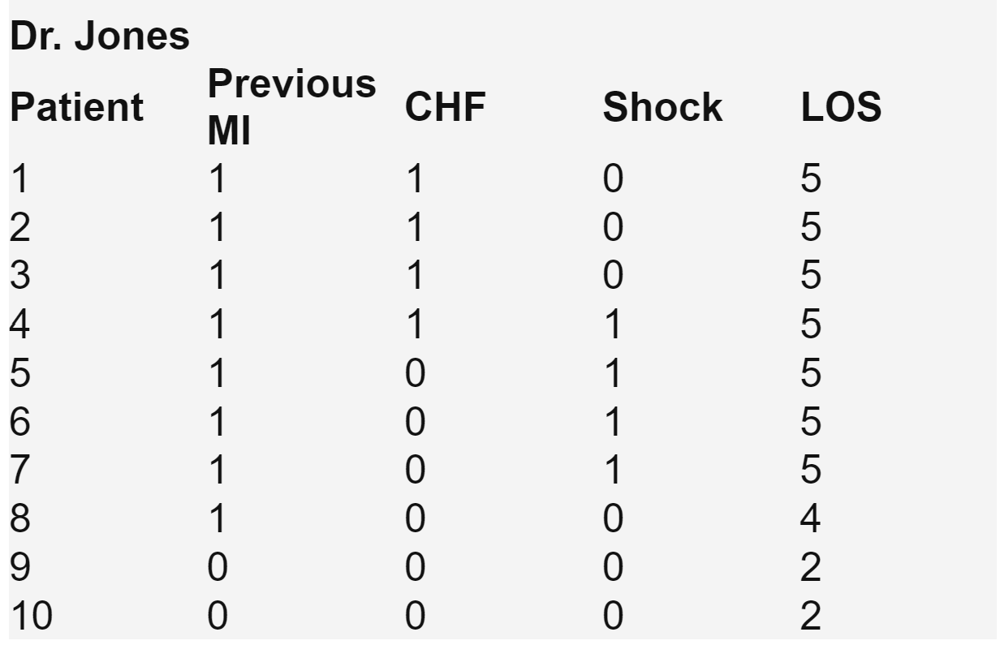 Dr. Jones
Patient Previous MI CHF Shock LOS
1 1 1 0 5
2 1 1 0 5
3 1 1 0 5
4 1 1 1 5
5 1 0 1 5
6 1 0 1 5
7 1 0 1 5
8 1 0 0 4
9 0 0 0 2
10 0 0 0 2